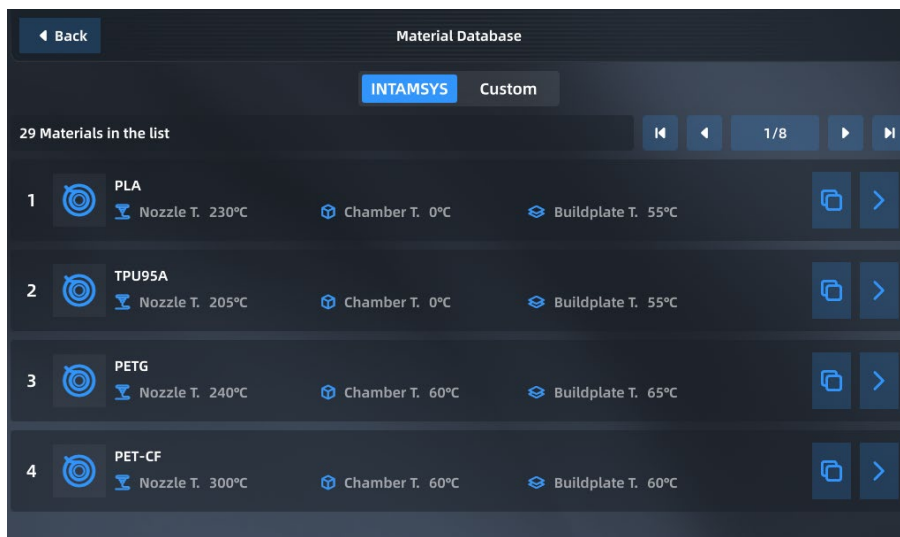 Back
Material Database
INTAMSYS Custom
29 Materials in the list
1/8
1
PLA
Nozzle T. 230℃ Chamber T. 0℃ Buildplate T. 55℃
2
TPU95A
Nozzle T. 205℃ Chamber T. 0℃ Buildplate T. 55℃
3
PETG
Nozzle T. 240℃ Chamber T. 60℃ Buildplate T. 65℃
4
PET-CF
Nozzle T. 300℃ Chamber T. 60℃ Buildplate T. 60℃